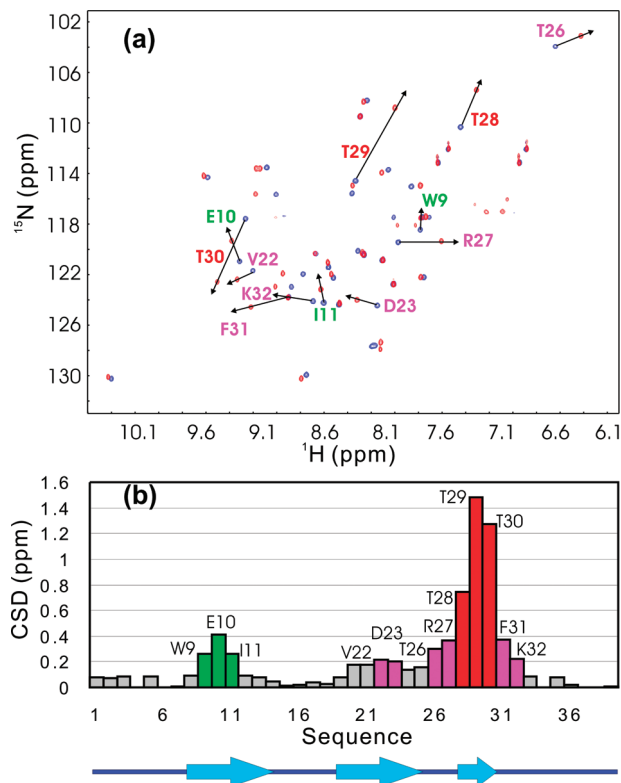 (a)
101
106
110
114
118
122
126
130
15N (ppm)
T26
T28
T29
W9
E10
R27
T30
V22
K32
F31
I11
D23
10.1 9.6 9.1 8.6 8.1 7.6 6.6 6.1
1H (ppm)
(b)
1.6
1.4
1.2
1
0.8
0.6
0.4
0.2
0
CSD (ppm)
T29
T30
T28
E10
W9
I11
V22
D23
T26
R27
F31
K32
1 6 11 16 21 26 31 36
Sequence